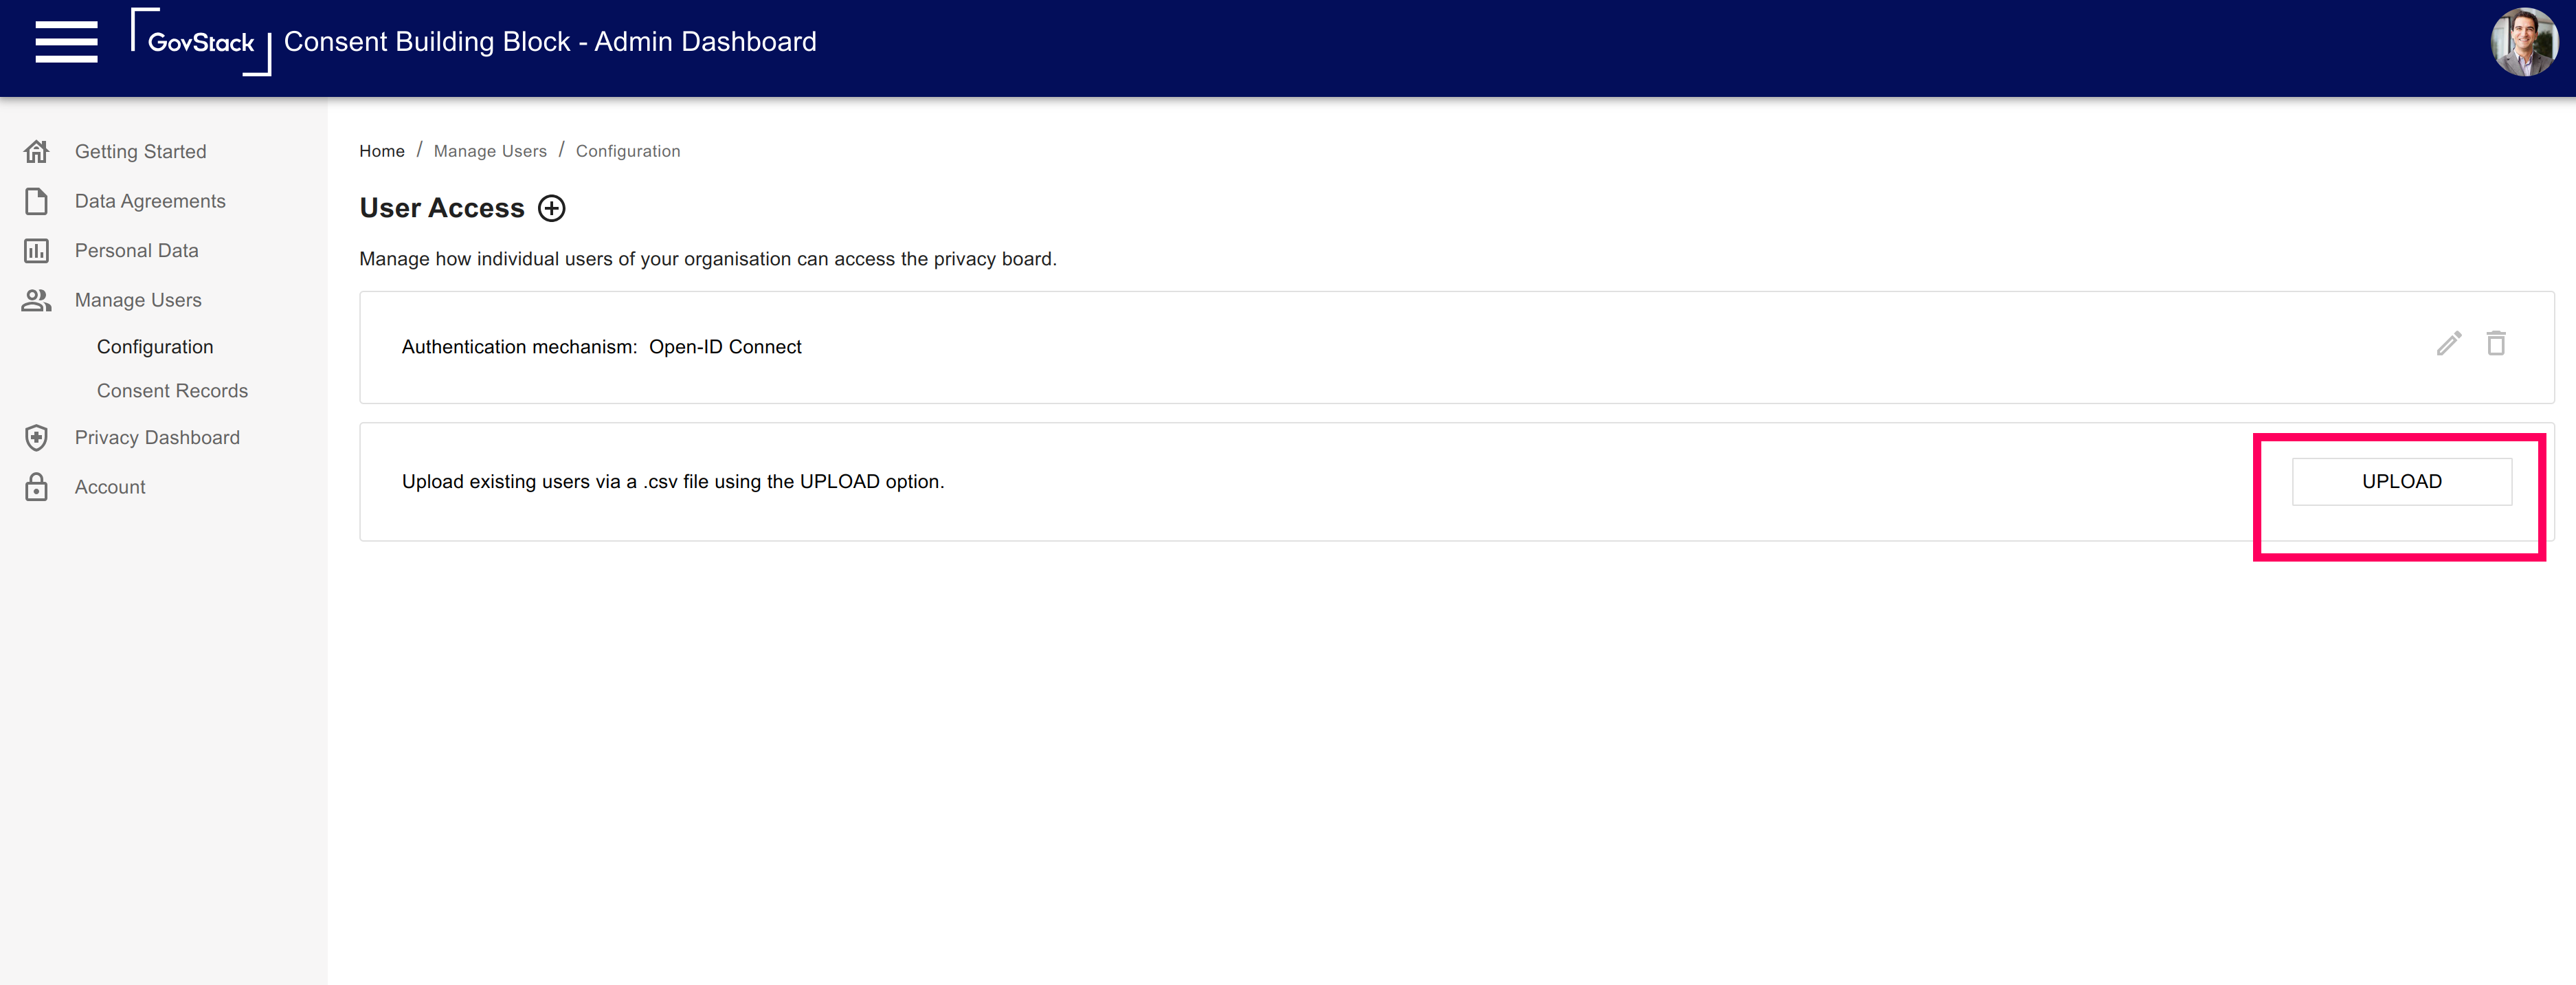 GovStack Consent Building Block - Admin Dashboard
Getting Started
Data Agreements
Personal Data
Manage Users
Configuration
Consent Records
Privacy Dashboard
Account
Home / Manage Users / Configuration
User Access
Manage how individual users of your organisation can access the privacy board.
Authentication mechanism: Open-ID Connect
Upload existing users via a .csv file using the UPLOAD option.
UPLOAD